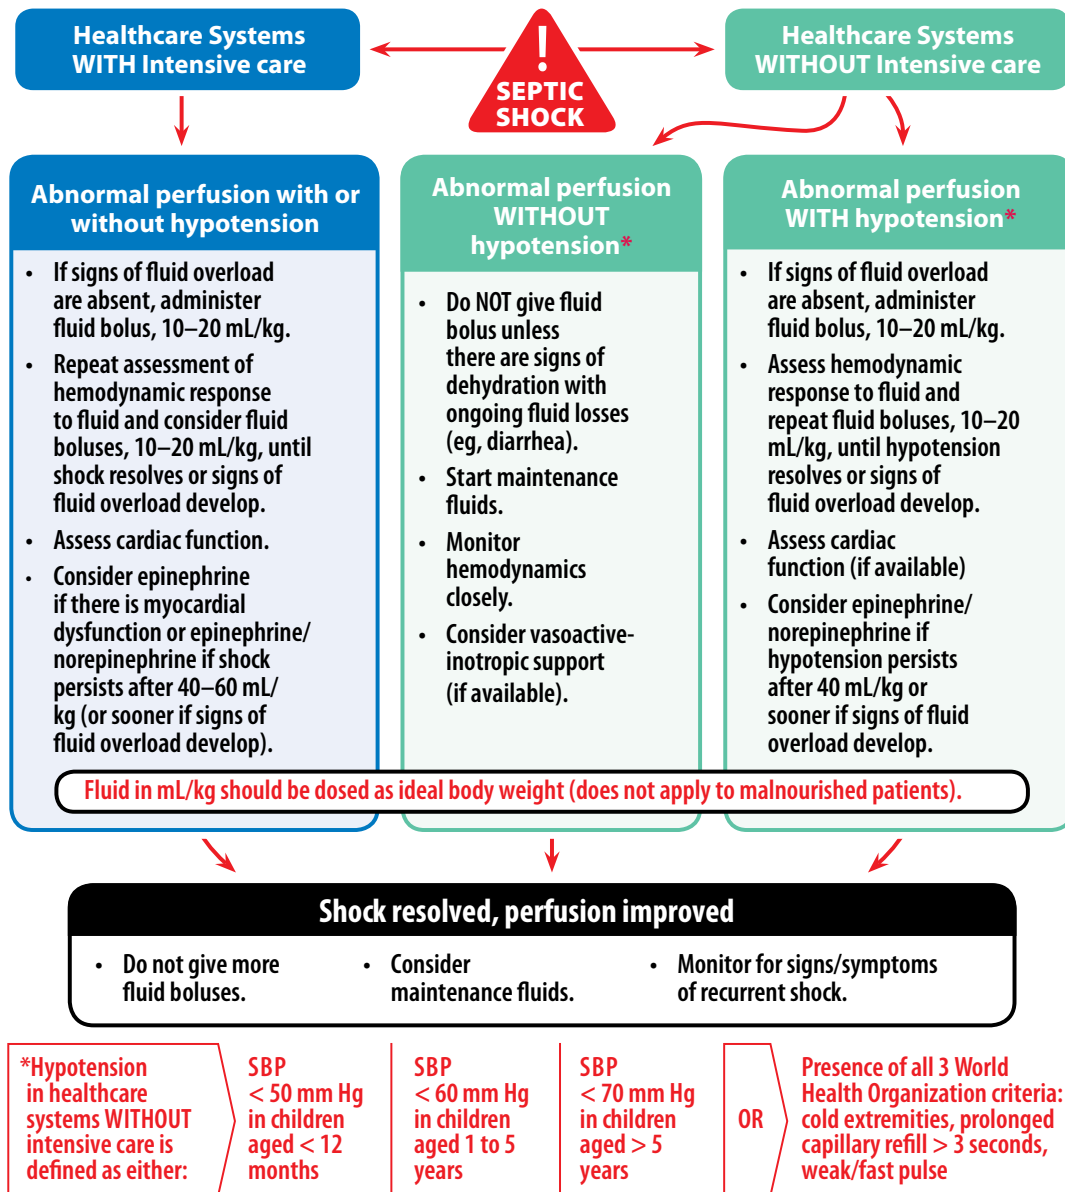 Healthcare Systems
WITH Intensive care
!
SEPTIC
SHOCK
Healthcare Systems
WITHOUT Intensive care
Abnormal perfusion with or
without hypotension
• If signs of fluid overload
are absent, administer
fluid bolus, 10–20 mL/kg.
• Repeat assessment of
hemodynamic response
to fluid and consider fluid
boluses, 10–20 mL/kg, until
shock resolves or signs of
fluid overload develop.
• Assess cardiac function.
• Consider epinephrine
if there is myocardial
dysfunction or epinephrine/
norepinephrine if shock
persists after 40–60 mL/
kg (or sooner if signs of
fluid overload develop).
Abnormal perfusion
WITHOUT
hypotension*
• Do NOT give fluid
bolus unless
there are signs of
dehydration with
ongoing fluid losses
(eg, diarrhea).
• Start maintenance
fluids.
• Monitor
hemodynamics
closely.
• Consider vasoactive-
inotropic support
(if available).
Abnormal perfusion
WITH hypotension*
• If signs of fluid overload
are absent, administer
fluid bolus, 10–20 mL/kg.
• Assess hemodynamic
response to fluid and
repeat fluid boluses, 10–20
mL/kg, until hypotension
resolves or signs of
fluid overload develop.
• Assess cardiac
function (if available)
• Consider epinephrine/
norepinephrine if
hypotension persists
after 40 mL/kg or
sooner if signs of fluid
overload develop.
Fluid in mL/kg should be dosed as ideal body weight (does not apply to malnourished patients).
Shock resolved, perfusion improved
• Do not give more
fluid boluses.
• Consider
maintenance fluids.
• Monitor for signs/symptoms
of recurrent shock.
*Hypotension
in healthcare
systems WITHOUT
intensive care is
defined as either:
SBP
< 50 mm Hg
in children
aged < 12
months
SBP
< 60 mm Hg
in children
aged 1 to 5
years
SBP
< 70 mm Hg
in children
aged > 5
years
OR
Presence of all 3 World
Health Organization criteria:
cold extremities, prolonged
capillary refill > 3 seconds,
weak/fast pulse